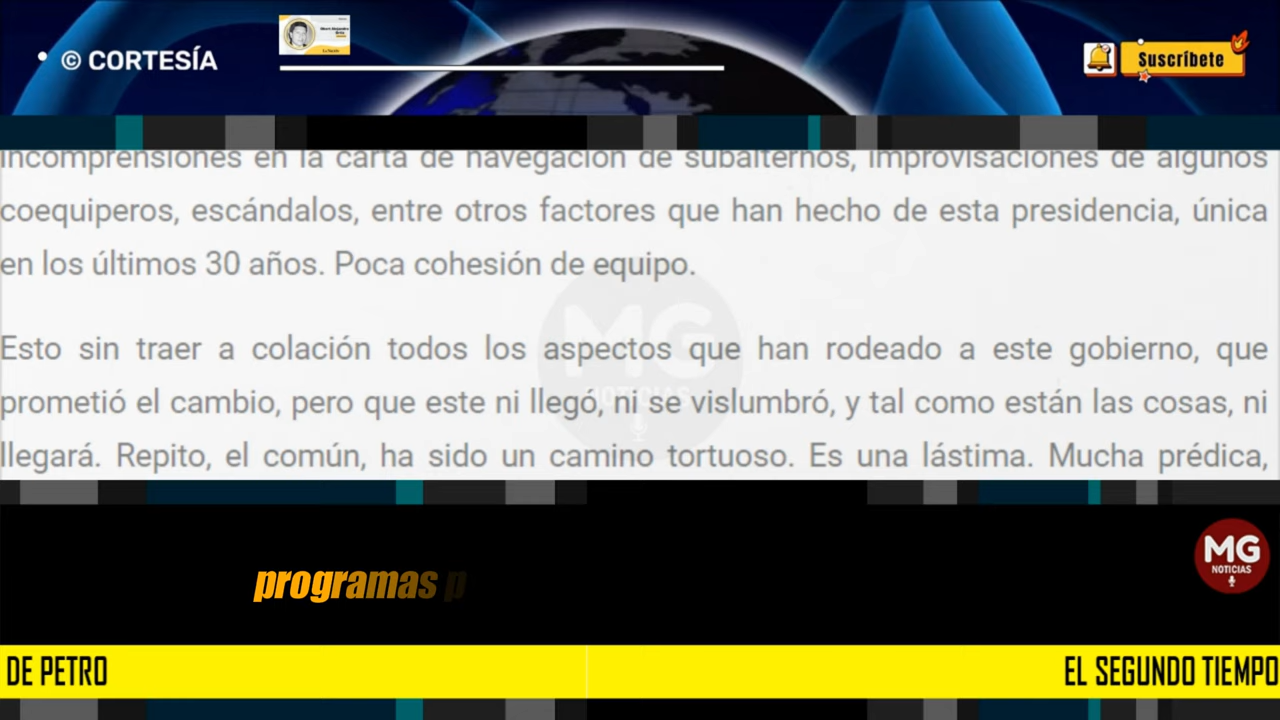 © CORTESÍA
Suscríbete
incomprensiones en la carta de navegación de subalternos, improvisaciones de algunos
coequiperos, escándalos, entre otros factores que han hecho de esta presidencia, única
en los últimos 30 años. Poca cohesión de equipo.
Esto sin traer a colación todos los aspectos que han rodeado a este gobierno, que
prometió el cambio, pero que este ni llegó, ni se vislumbró, y tal como están las cosas, ni
llegará. Repito, el común, ha sido un camino tortuoso. Es una lástima. Mucha prédica,
MG
NOTICIAS
programas p
MG
NOTICIAS
DE PETRO
EL SEGUNDO TIEMPO